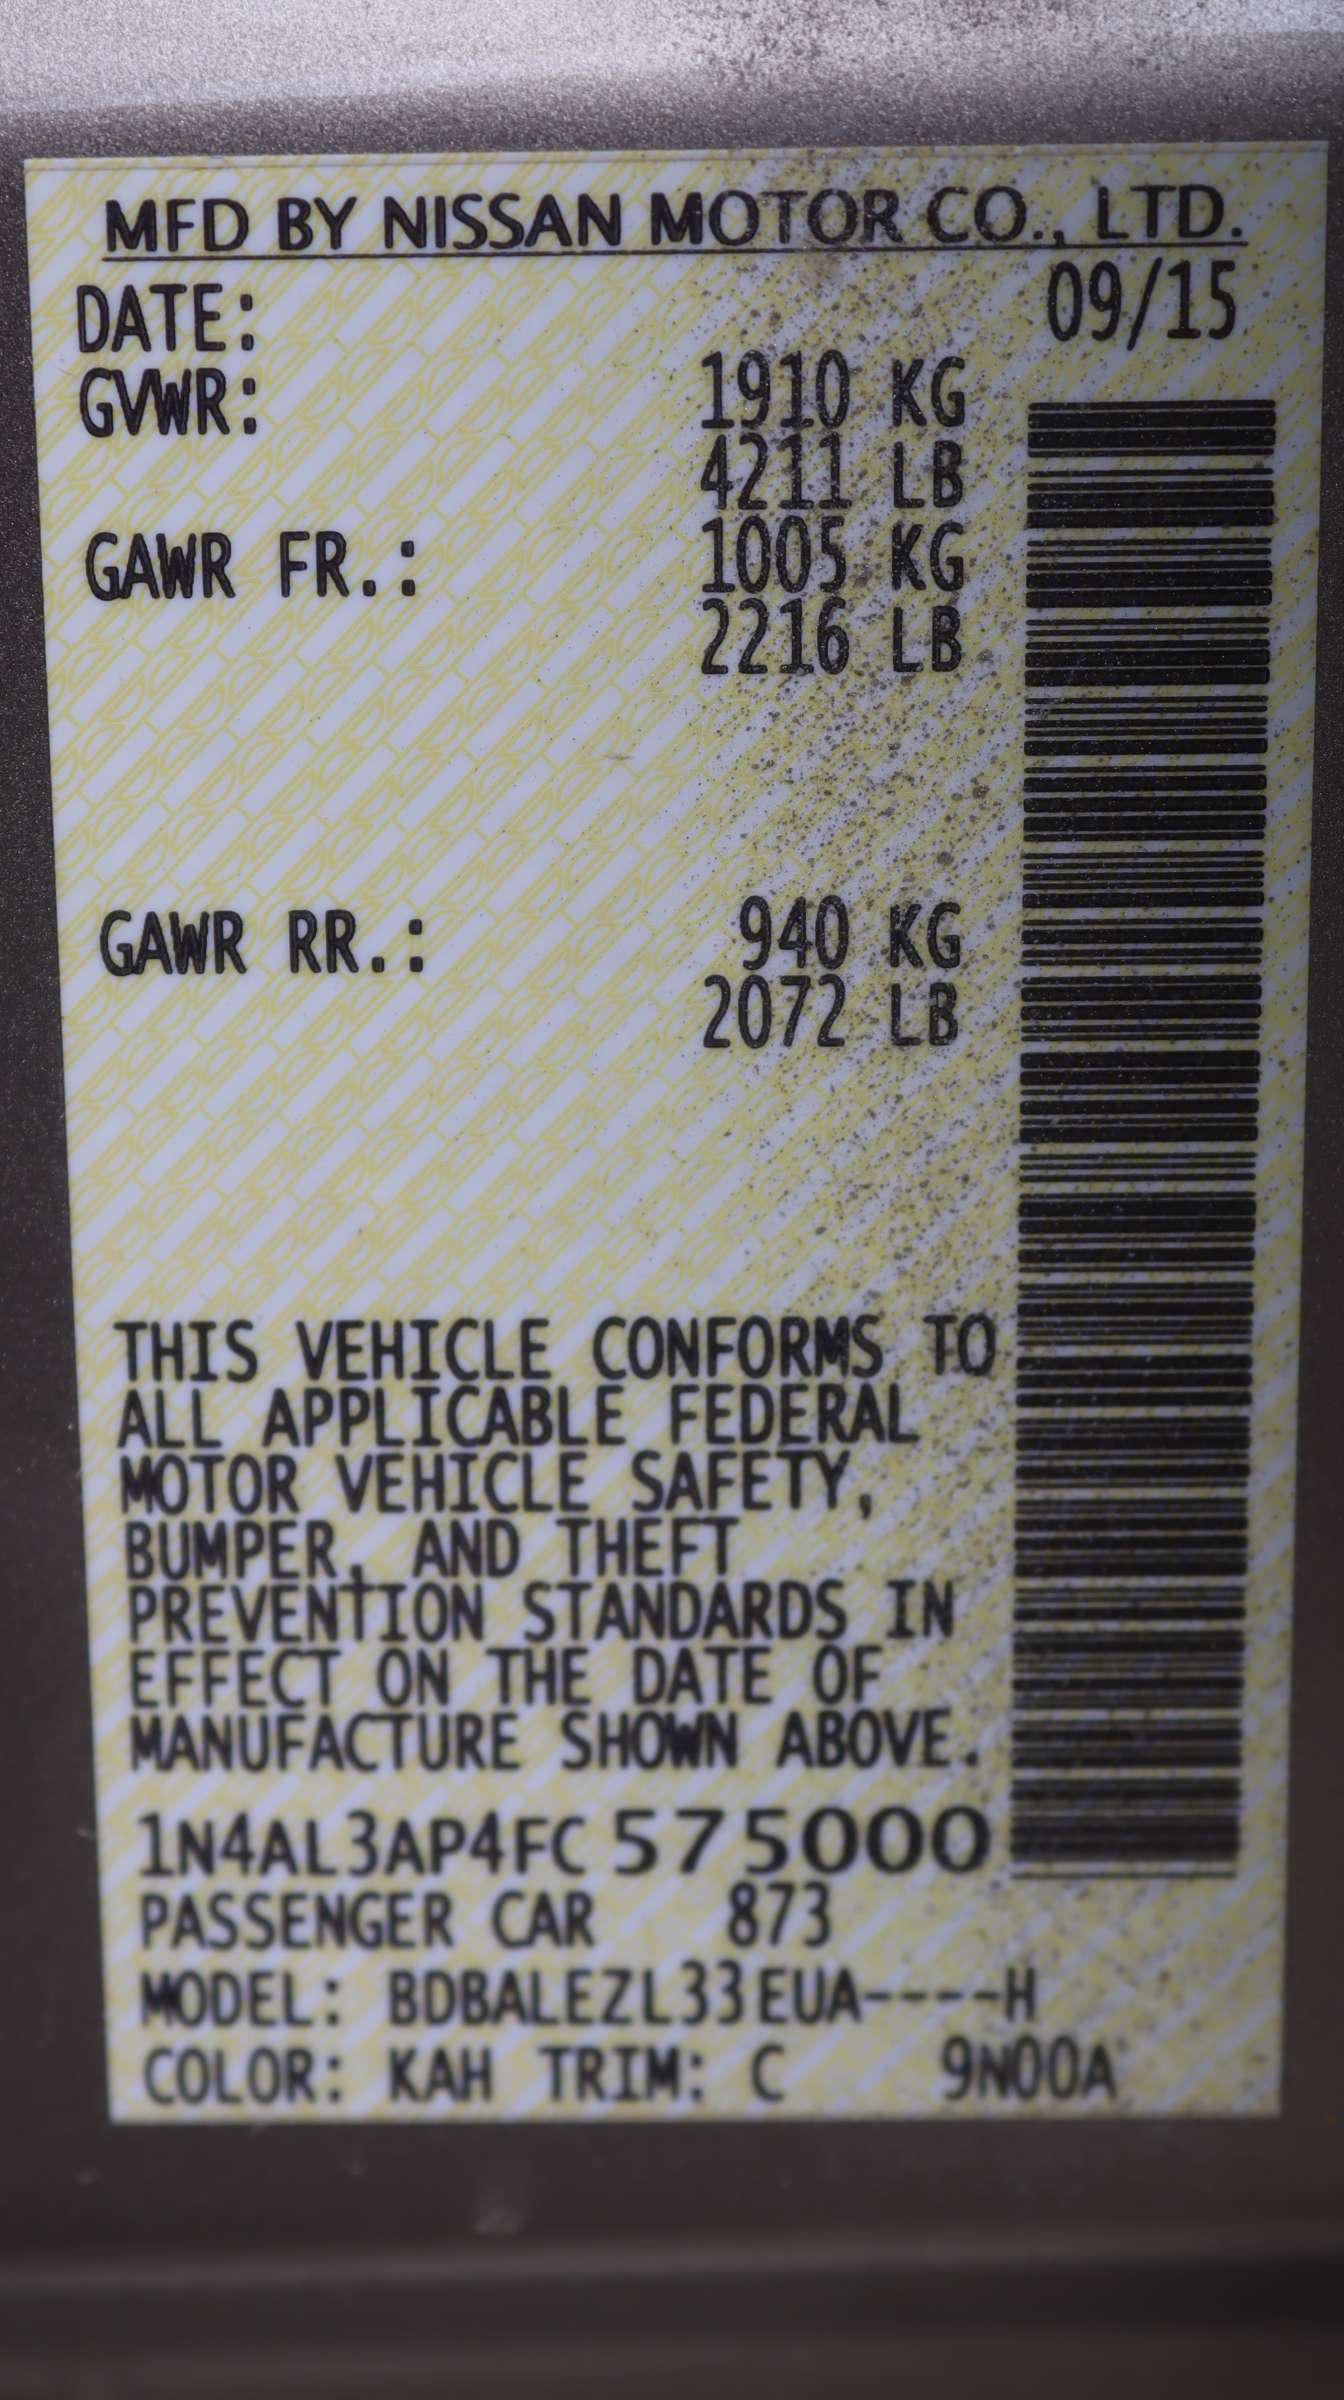 MFD BY NISSAN MOTOR CO., LTD.
DATE: 09/15
GVWR: 1910 KG
4211 LB
GAWR FR.: 1005 KG
2216 LB
GAWR RR.: 940 KG
2072 LB
THIS VEHICLE CONFORMS TO
ALL APPLICABLE FEDERAL
MOTOR VEHICLE SAFETY,
BUMPER, AND THEFT
PREVENTION STANDARDS IN
EFFECT ON THE DATE OF
MANUFACTURE SHOWN ABOVE.
1N4AL3AP4FC575000
PASSENGER CAR 873
MODEL: BDBALEZL33EUA----H
COLOR: KAH TRIM: C 9N00A